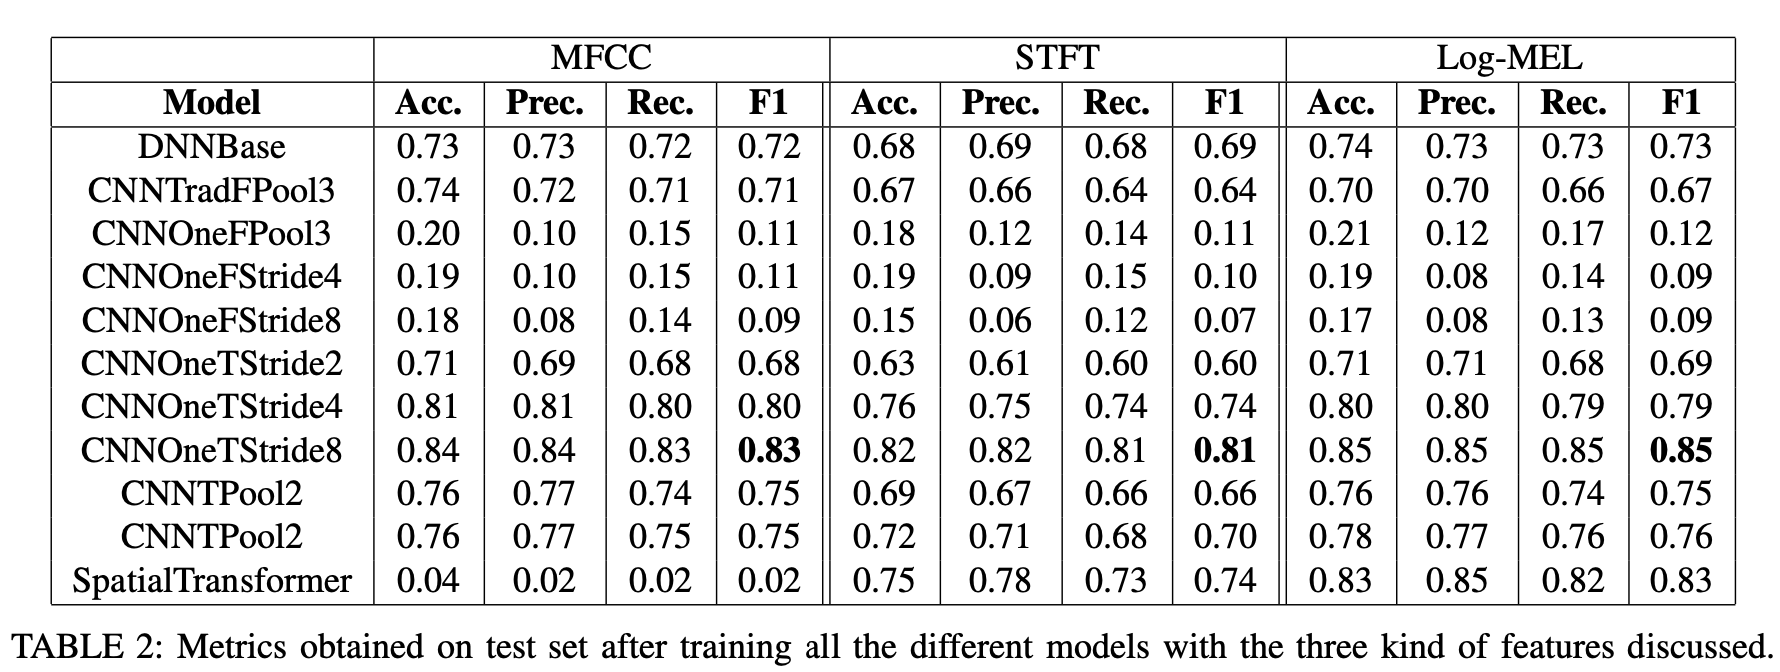 MFCC STFT Log-MEL
Model Acc. Prec. Rec. F1 Acc. Prec. Rec. F1 Acc. Prec. Rec. F1
DNNBase 0.73 0.73 0.72 0.72 0.68 0.69 0.68 0.69 0.74 0.73 0.73 0.73
CNNTradFPool3 0.74 0.72 0.71 0.71 0.67 0.66 0.64 0.64 0.70 0.70 0.66 0.67
CNNOneFPool3 0.20 0.10 0.15 0.11 0.18 0.12 0.14 0.11 0.21 0.12 0.17 0.12
CNNOneFStride4 0.19 0.10 0.15 0.11 0.19 0.09 0.15 0.10 0.19 0.08 0.14 0.09
CNNOneFStride8 0.18 0.08 0.14 0.09 0.15 0.06 0.12 0.07 0.17 0.08 0.13 0.09
CNNOneTStride2 0.71 0.69 0.68 0.68 0.63 0.61 0.60 0.60 0.71 0.71 0.68 0.69
CNNOneTStride4 0.81 0.81 0.80 0.80 0.76 0.75 0.74 0.74 0.80 0.80 0.79 0.79
CNNOneTStride8 0.84 0.84 0.83 0.83 0.82 0.82 0.81 0.81 0.85 0.85 0.85 0.85
CNNTPool2 0.76 0.77 0.74 0.75 0.69 0.67 0.66 0.66 0.76 0.76 0.74 0.75
CNNTPool2 0.76 0.77 0.75 0.75 0.72 0.71 0.68 0.70 0.78 0.77 0.76 0.76
SpatialTransformer 0.04 0.02 0.02 0.02 0.75 0.78 0.73 0.74 0.83 0.85 0.82 0.83
TABLE 2: Metrics obtained on test set after training all the different models with the three kind of features discussed.